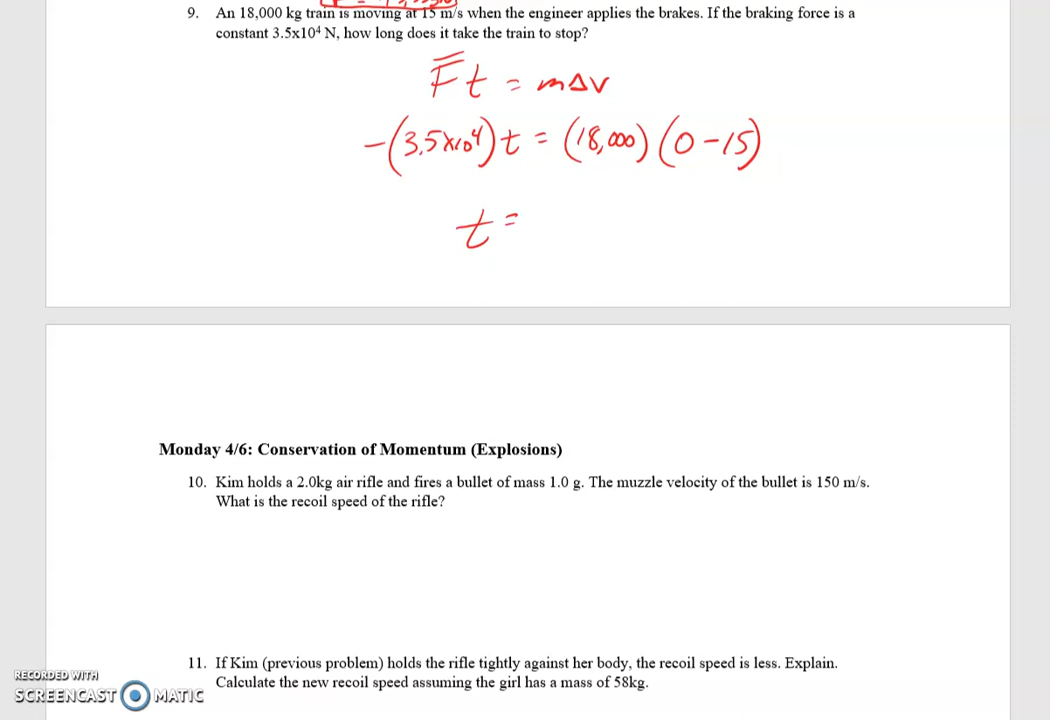 9. An 18,000 kg train is moving at 15 m/s when the engineer applies the brakes. If the braking force is a
constant 3.5x10⁴ N, how long does it take the train to stop?
F̅t = mΔv
-(3.5×10⁴)t = (18,000)(0-15)
t =
Monday 4/6: Conservation of Momentum (Explosions)
10. Kim holds a 2.0kg air rifle and fires a bullet of mass 1.0 g. The muzzle velocity of the bullet is 150 m/s.
What is the recoil speed of the rifle?
11. If Kim (previous problem) holds the rifle tightly against her body, the recoil speed is less. Explain.
Calculate the new recoil speed assuming the girl has a mass of 58kg.
RECORDED WITH
SCREENCAST MATIC